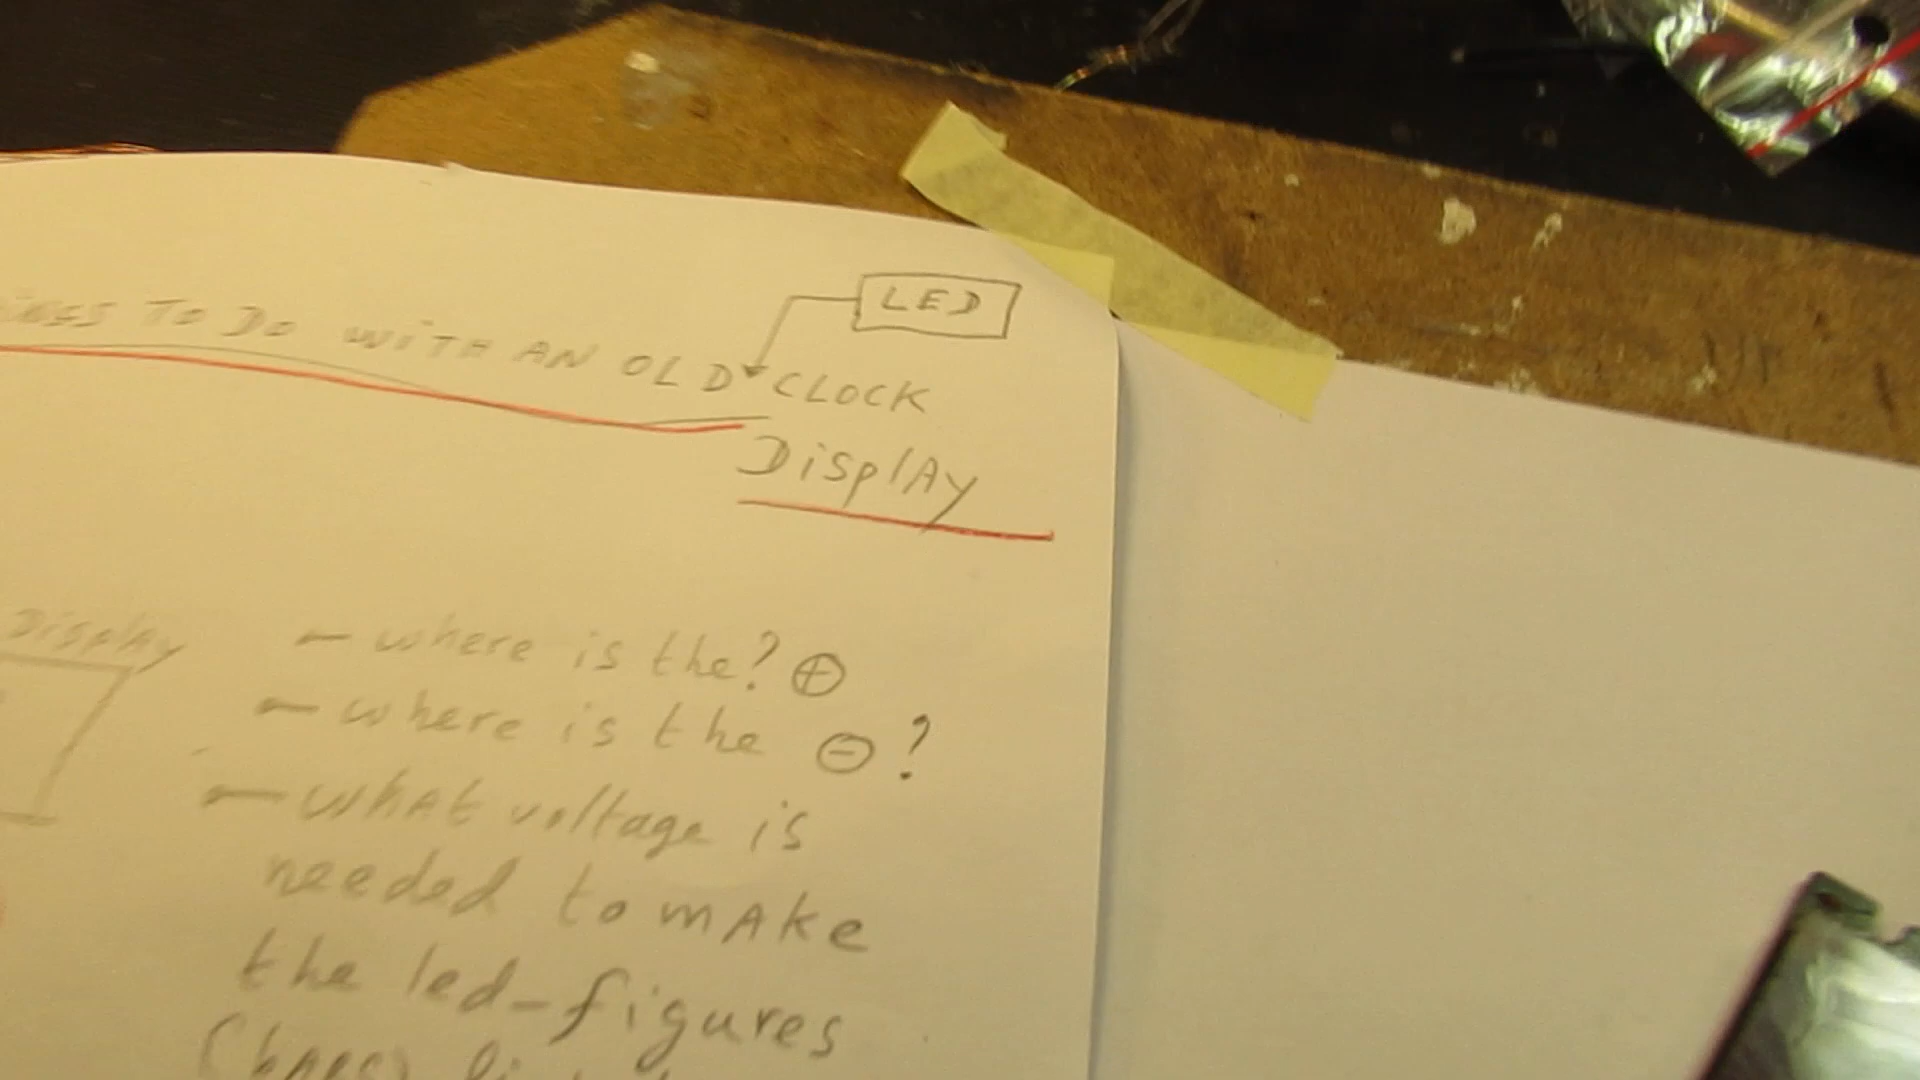 LED
TO DO WITH AN OLD CLOCK
Display
Display
- where is the? ⊕
- where is the ⊖ ?
- what voltage is
needed to make
the led-figures